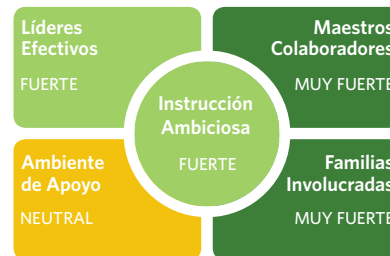 Líderes
Efectivos
FUERTE
Maestros
Colaboradores
MUY FUERTE
Instrucción
Ambiciosa
FUERTE
Ambiente
de Apoyo
NEUTRAL
Familias
Involucradas
MUY FUERTE